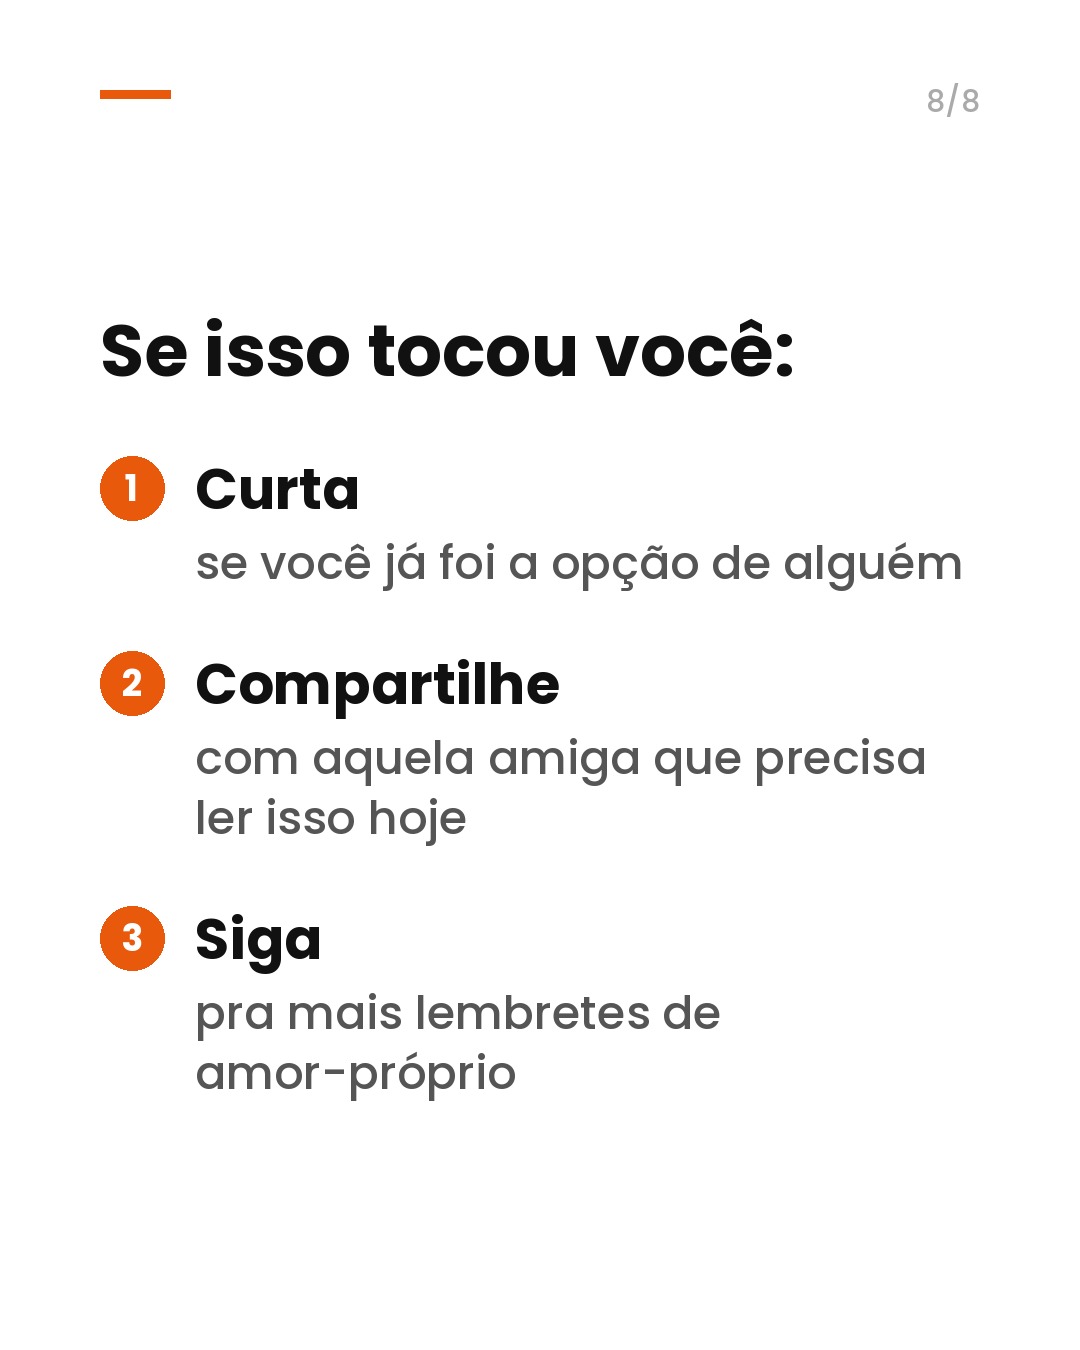 8/8
Se isso tocou você:
1 Curta
se você já foi a opção de alguém
2 Compartilhe
com aquela amiga que precisa
ler isso hoje
3 Siga
pra mais lembretes de
amor-próprio